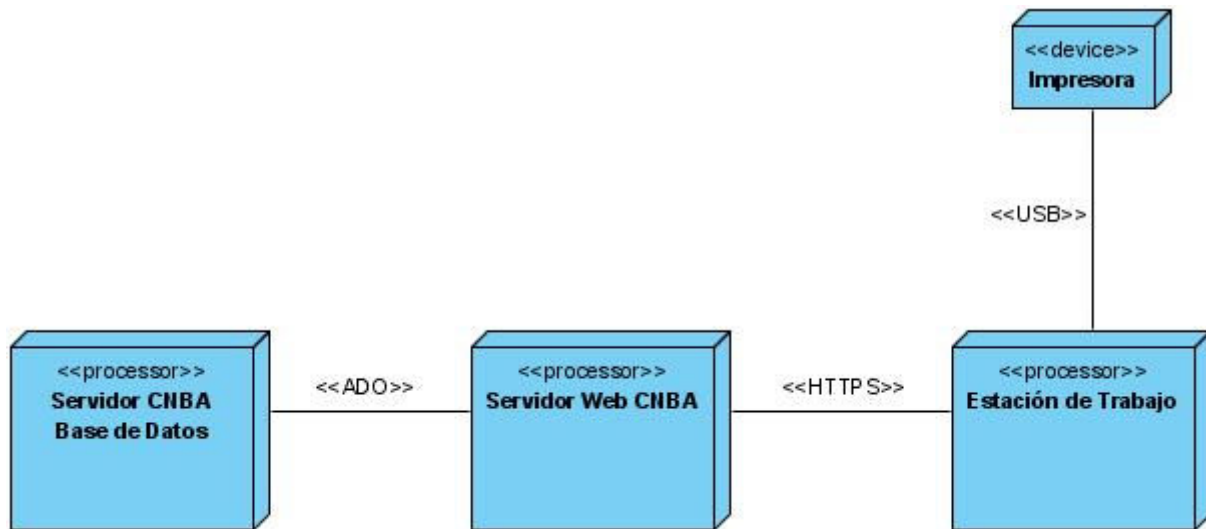 <<device>>
Impresora
<<USB>>
<<processor>>
Servidor CNBA
Base de Datos
<<ADO>>
<<processor>>
Servidor Web CNBA
<<HTTPS>>
<<processor>>
Estación de Trabajo